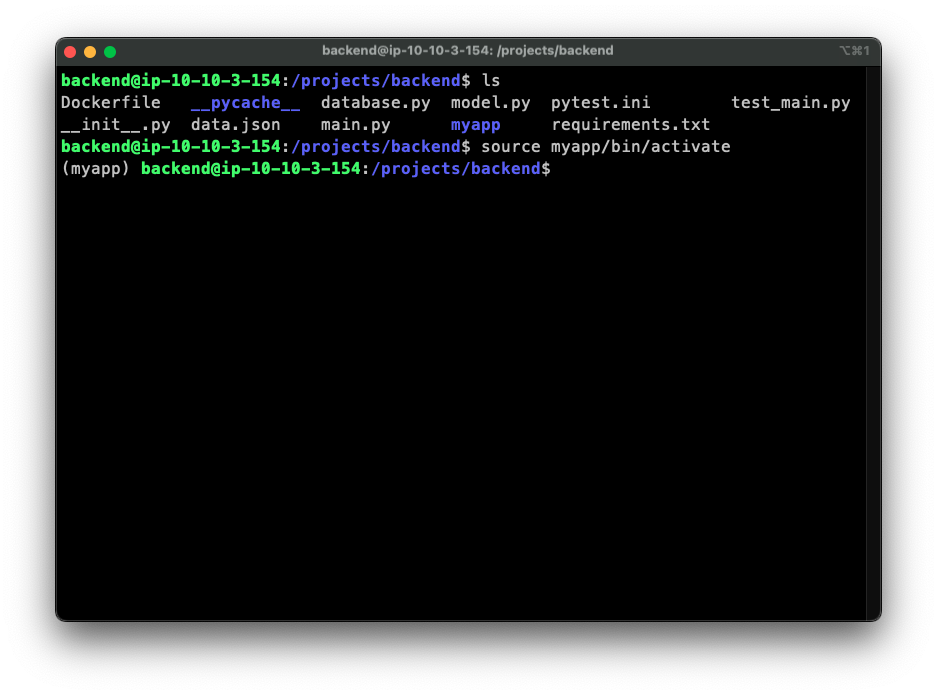 backend@ip-10-10-3-154: /projects/backend
⌥⌘1
backend@ip-10-10-3-154:/projects/backend$ ls
Dockerfile   __pycache__  database.py  model.py  pytest.ini        test_main.py
__init__.py  data.json    main.py      myapp     requirements.txt
backend@ip-10-10-3-154:/projects/backend$ source myapp/bin/activate
(myapp) backend@ip-10-10-3-154:/projects/backend$